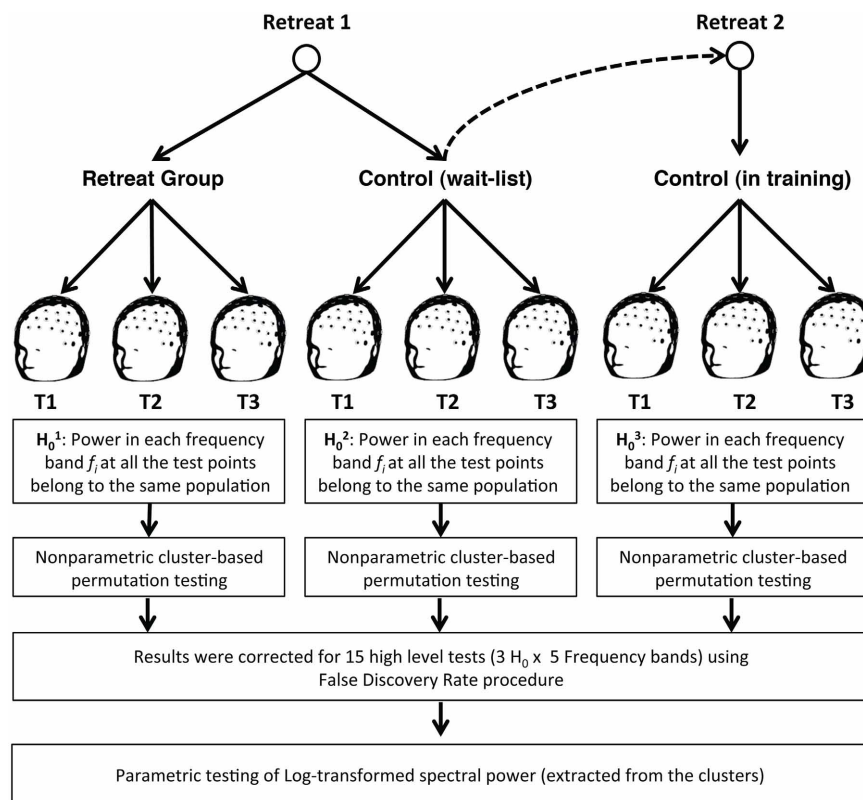 Retreat 1
Retreat 2
Retreat Group
Control (wait-list)
Control (in training)
T1
T2
T3
T1
T2
T3
T1
T2
T3
H₀¹: Power in each frequency
band fᵢ at all the test points
belong to the same population
H₀²: Power in each frequency
band fᵢ at all the test points
belong to the same population
H₀³: Power in each frequency
band fᵢ at all the test points
belong to the same population
Nonparametric cluster-based
permutation testing
Nonparametric cluster-based
permutation testing
Nonparametric cluster-based
permutation testing
Results were corrected for 15 high level tests (3 H₀ x 5 Frequency bands) using
False Discovery Rate procedure
Parametric testing of Log-transformed spectral power (extracted from the clusters)